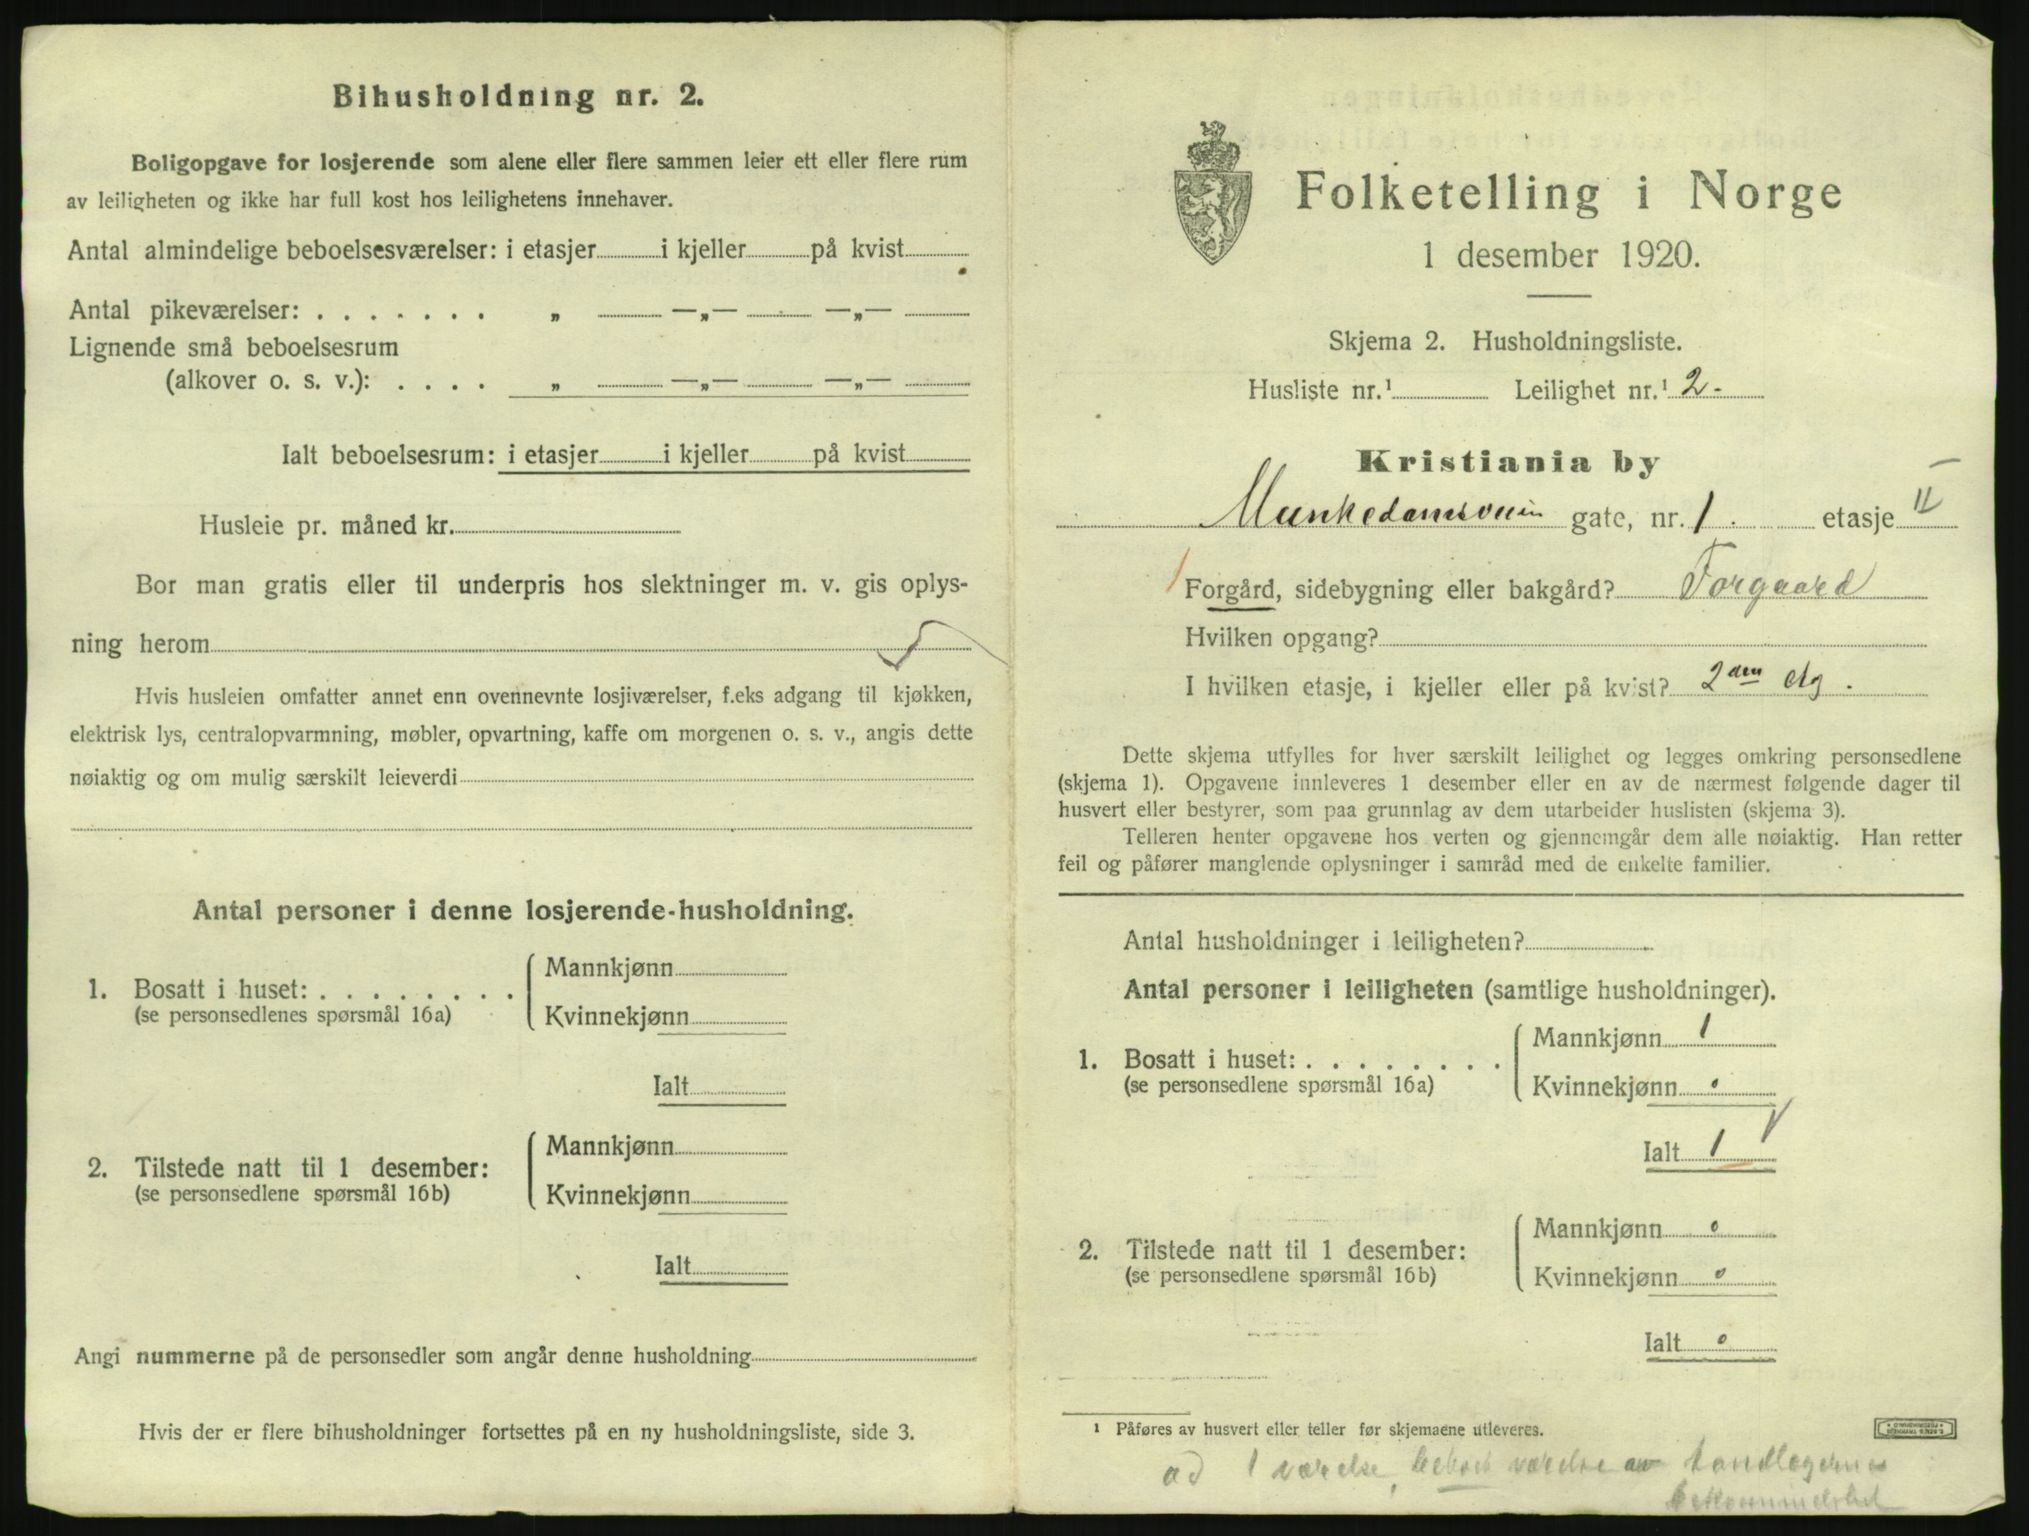 Bihusholdning nr. 2.
Boligopgave for losjerende som alene eller flere sammen leier ett eller flere rum
av leiligheten og ikke har full kost hos leilighetens innehaver.
Antal almindelige beboelsesværelser: i etasjer i kjeller på kvist
Antal pikeværelser: . . . . . . . „ —„— —„—
Lignende små beboelsesrum
(alkover o. s. v.): . . . . „ —„— —„—
Ialt beboelsesrum: i etasjer i kjeller på kvist
Husleie pr. måned kr.
Bor man gratis eller til underpris hos slektninger m. v. gis oplys-
ning herom
Hvis husleien omfatter annet enn ovennevnte losjiværelser, f.eks adgang til kjøkken,
elektrisk lys, centralopvarmning, møbler, opvartning, kaffe om morgenen o. s. v., angis dette
nøiaktig og om mulig særskilt leieverdi
Antal personer i denne losjerende-husholdning.
1. Bosatt i huset: . . . . . . . .
(se personsedlenes spørsmål 16a)
Mannkjønn
Kvinnekjønn
Ialt
2. Tilstede natt til 1 desember:
(se personsedlene spørsmål 16b)
Mannkjønn
Kvinnekjønn
Ialt
Angi nummerne på de personsedler som angår denne husholdning
Hvis der er flere bihusholdninger fortsettes på en ny husholdningsliste, side 3.
Folketelling i Norge
1 desember 1920.
Skjema 2. Husholdningsliste.
Husliste nr.¹ Leilighet nr.¹ 2-
Kristiania by
Munkedamsveien gate, nr. 1. etasje II
Forgård, sidebygning eller bakgård? Forgaard
Hvilken opgang?
I hvilken etasje, i kjeller eller på kvist? 2den etg.
Dette skjema utfylles for hver særskilt leilighet og legges omkring personsedlene
(skjema 1). Opgavene innleveres 1 desember eller en av de nærmest følgende dager til
husvert eller bestyrer, som paa grunnlag av dem utarbeider huslisten (skjema 3).
Telleren henter opgavene hos verten og gjennemgår dem alle nøiaktig. Han retter
feil og påfører manglende oplysninger i samråd med de enkelte familier.
Antal husholdninger i leiligheten?
Antal personer i leiligheten (samtlige husholdninger).
1. Bosatt i huset: . . . . . . . .
(se personsedlene spørsmål 16a)
Mannkjønn 1
Kvinnekjønn 0
Ialt 1
2. Tilstede natt til 1 desember:
(se personsedlene spørsmål 16b)
Mannkjønn 0
Kvinnekjønn 0
Ialt 0
¹ Påføres av husvert eller teller før skjemaene utleveres.
ad 1 værelse, værelse av tandlægernes